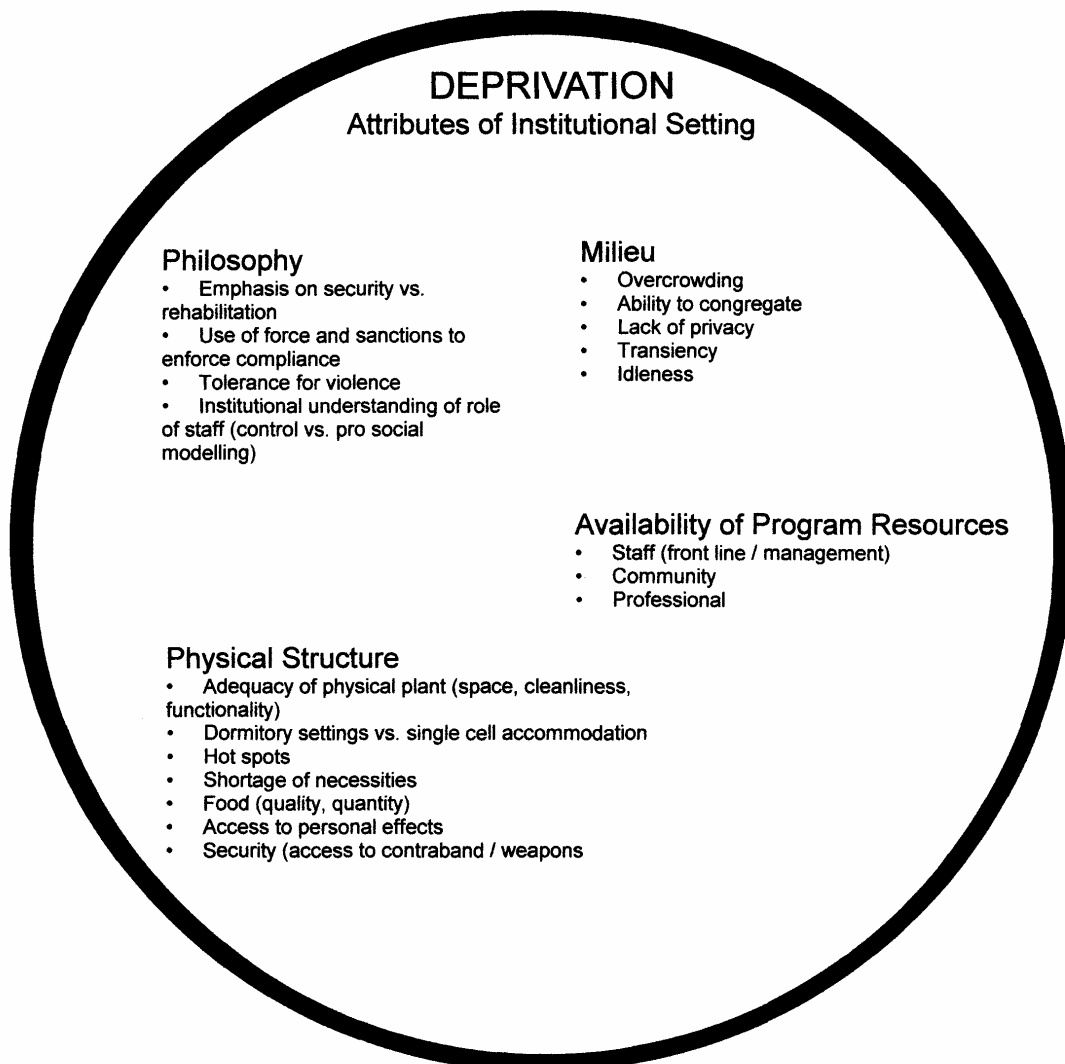 DEPRIVATION
Attributes of Institutional Setting
Philosophy
• Emphasis on security vs.
rehabilitation
• Use of force and sanctions to
enforce compliance
• Tolerance for violence
• Institutional understanding of role
of staff (control vs. pro social
modelling)
Milieu
• Overcrowding
• Ability to congregate
• Lack of privacy
• Transiency
• Idleness
Availability of Program Resources
• Staff (front line / management)
• Community
• Professional
Physical Structure
• Adequacy of physical plant (space, cleanliness,
functionality)
• Dormitory settings vs. single cell accommodation
• Hot spots
• Shortage of necessities
• Food (quality, quantity)
• Access to personal effects
• Security (access to contraband / weapons